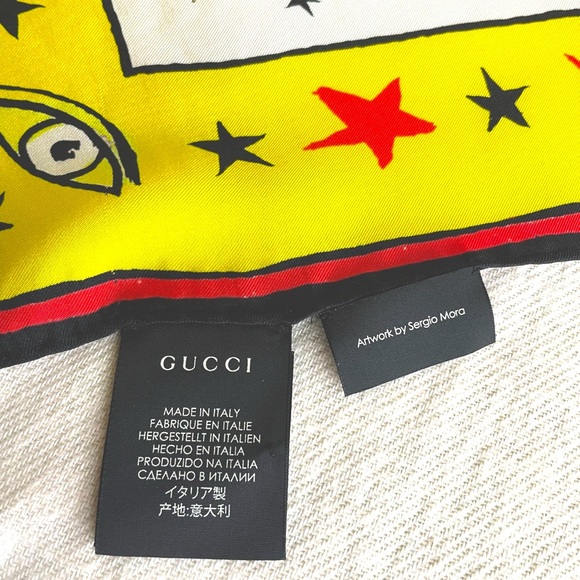 GUCCI
MADE IN ITALY
FABRIQUE EN ITALIE
HERGESTELLT IN ITALIEN
HECHO EN ITALIA
PRODUZIDO NA ITALIA
СДЕЛАНО В ИТАЛИИ
イタリア製
产地:意大利
Artwork by Sergio Mora